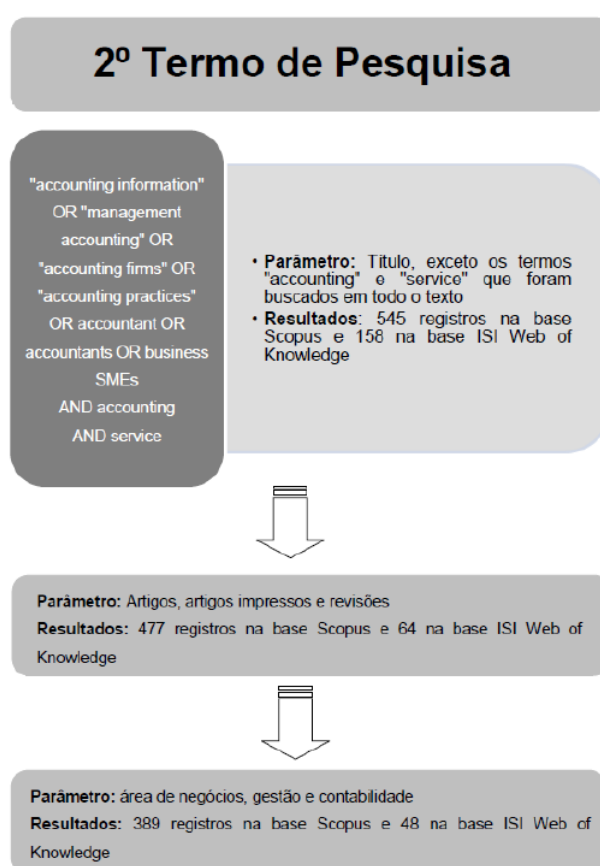 2º Termo de Pesquisa
"accounting information"
OR "management
accounting" OR
"accounting firms" OR
"accounting practices"
OR accountant OR
accountants OR business
SMEs
AND accounting
AND service
• Parâmetro: Título, exceto os termos
"accounting" e "service" que foram
buscados em todo o texto
• Resultados: 545 registros na base
Scopus e 158 na base ISI Web of
Knowledge
Parâmetro: Artigos, artigos impressos e revisões
Resultados: 477 registros na base Scopus e 64 na base ISI Web of
Knowledge
Parâmetro: área de negócios, gestão e contabilidade
Resultados: 389 registros na base Scopus e 48 na base ISI Web of
Knowledge